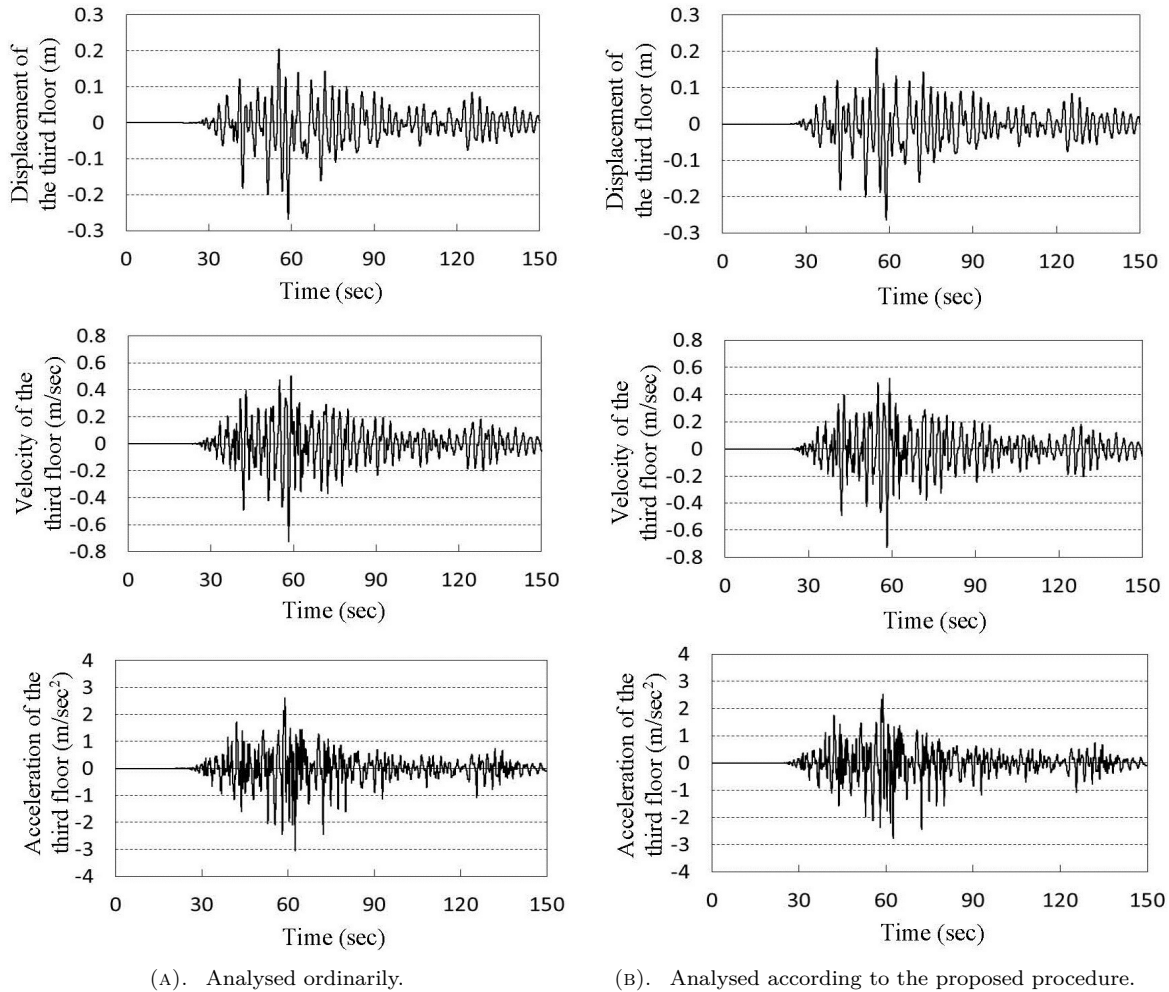 Displacement of
the third floor (m)
0.3
0.2
0.1
0
-0.1
-0.2
-0.3
0 30 60 90 120 150
Time (sec)
Displacement of
the third floor (m)
0.3
0.2
0.1
0
-0.1
-0.2
-0.3
0 30 60 90 120 150
Time (sec)
Velocity of the
third floor (m/sec)
0.8
0.6
0.4
0.2
0
-0.2
-0.4
-0.6
-0.8
0 30 60 90 120 150
Time (sec)
Velocity of the
third floor (m/sec)
0.8
0.6
0.4
0.2
0
-0.2
-0.4
-0.6
-0.8
0 30 60 90 120 150
Time (sec)
Acceleration of the
third floor (m/sec²)
4
3
2
1
0
-1
-2
-3
-4
0 30 60 90 120 150
Time (sec)
Acceleration of the
third floor (m/sec²)
4
3
2
1
0
-1
-2
-3
-4
0 30 60 90 120 150
Time (sec)
(A). Analysed ordinarily.
(B). Analysed according to the proposed procedure.